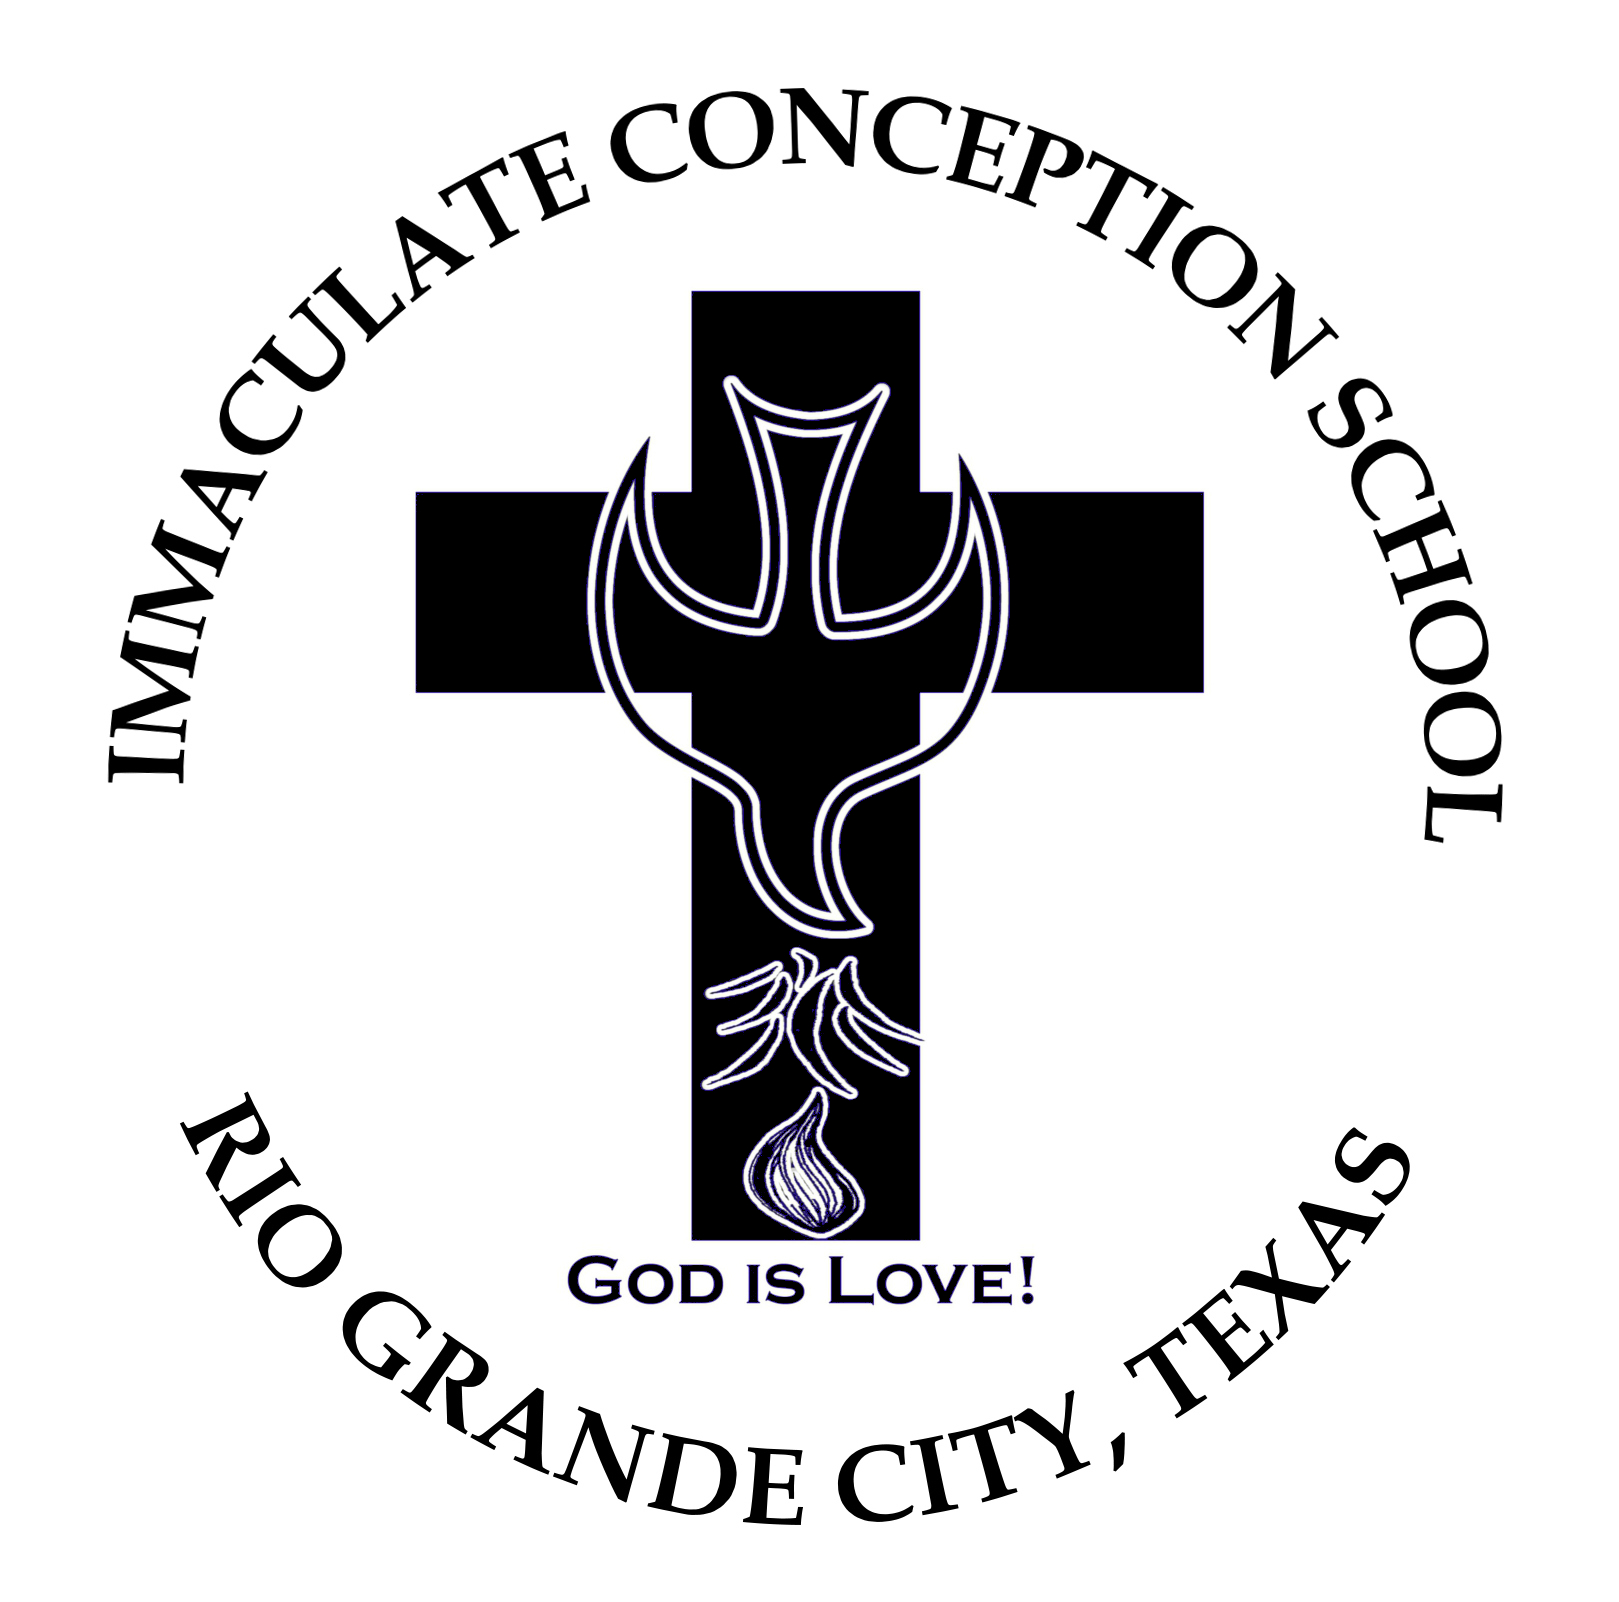 IMMACULATE CONCEPTION SCHOOL
GOD IS LOVE!
RIO GRANDE CITY, TEXAS